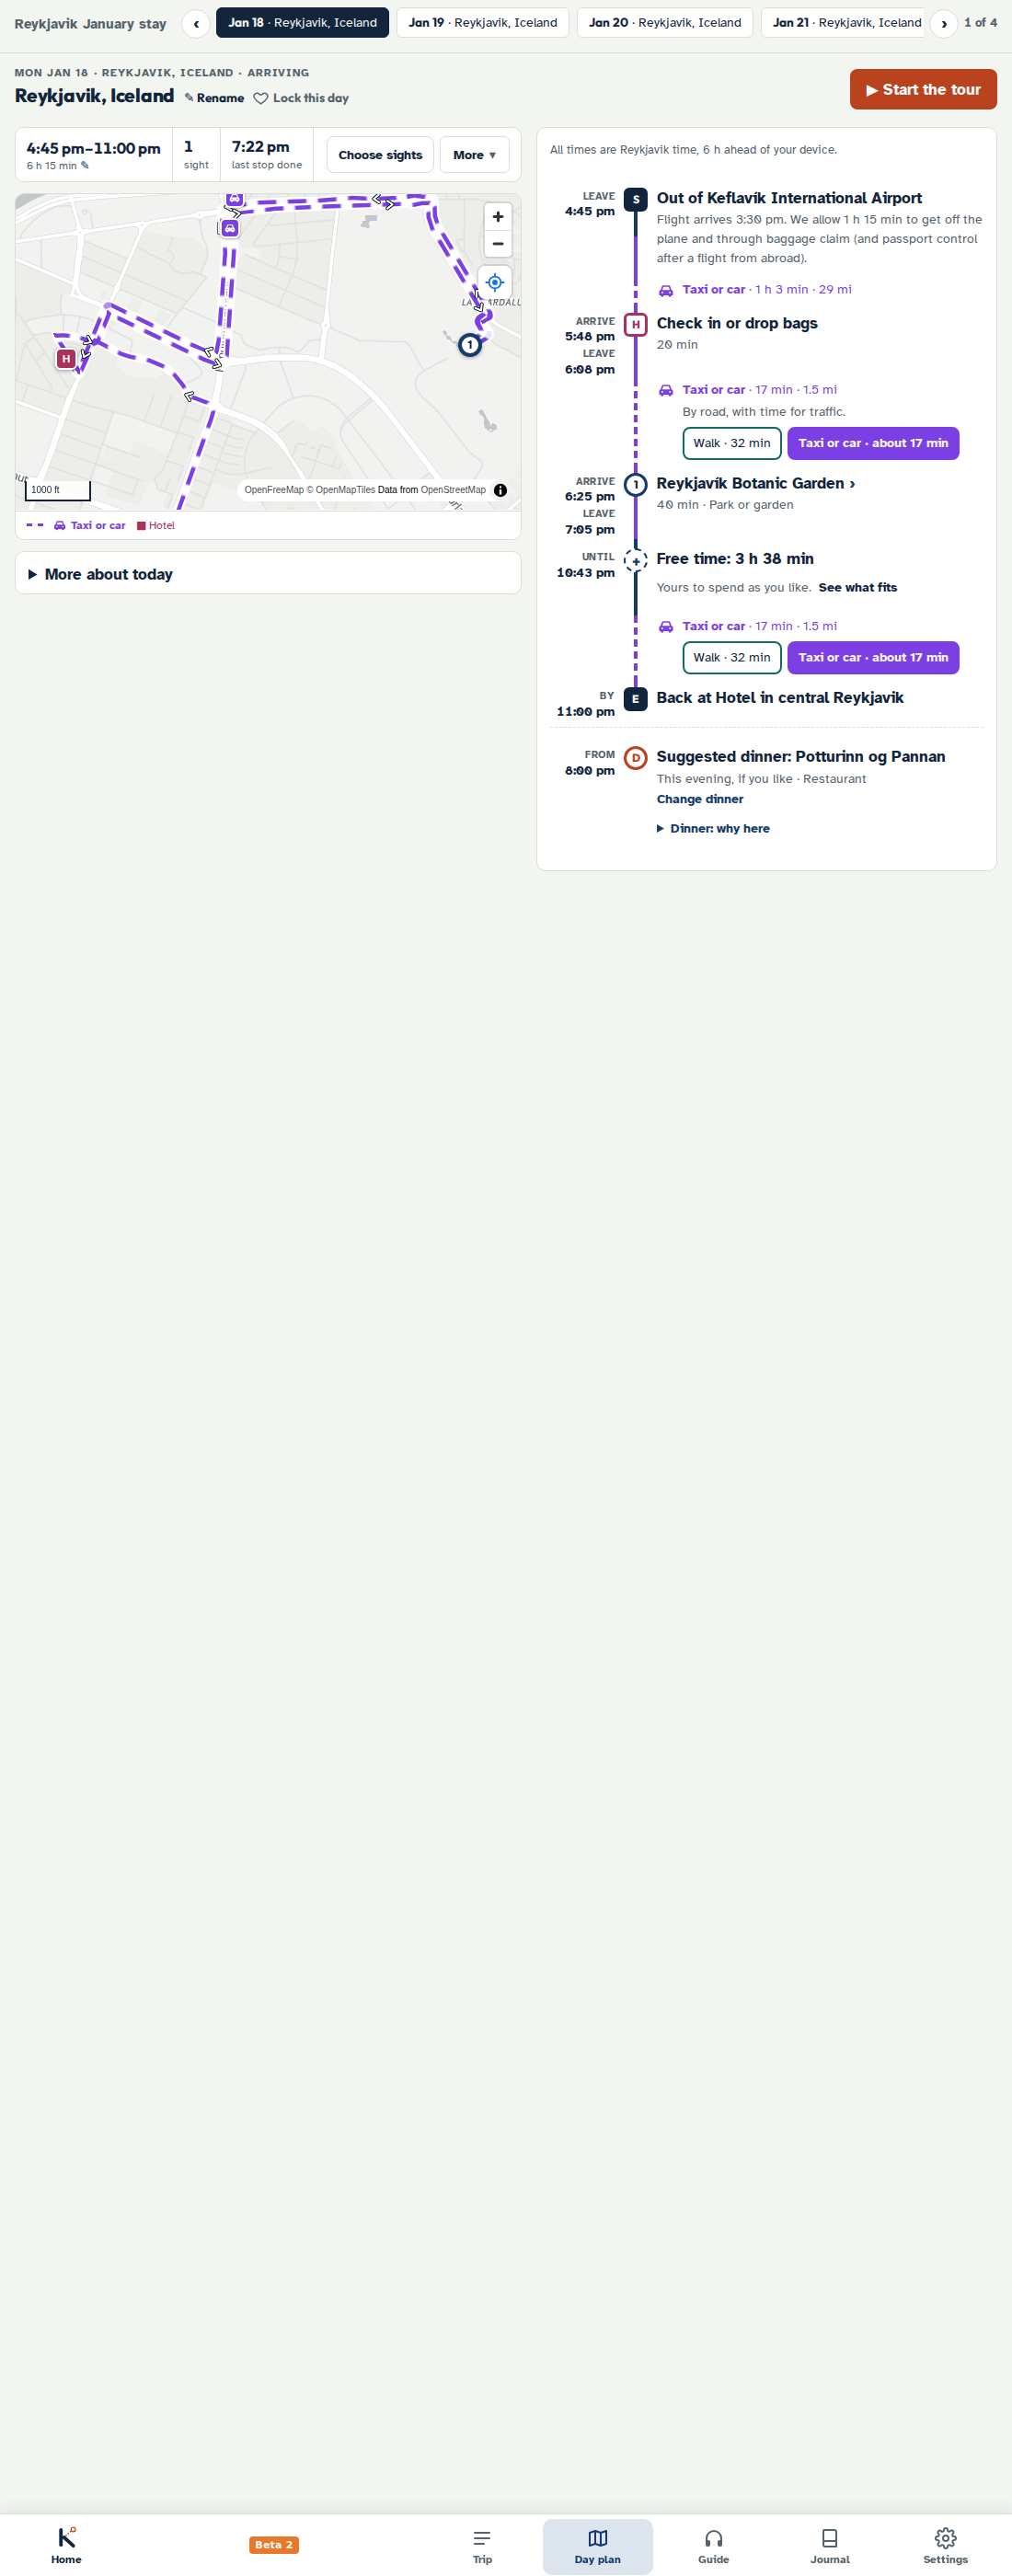 Reykjavik January stay
‹
Jan 18 · Reykjavik, Iceland
Jan 19 · Reykjavik, Iceland
Jan 20 · Reykjavik, Iceland
Jan 21 · Reykjavik, Iceland
›
1 of 4
MON JAN 18 · REYKJAVIK, ICELAND · ARRIVING
Reykjavik, Iceland
✎ Rename
Lock this day
▶ Start the tour
4:45 pm–11:00 pm
6 h 15 min ✎
1
sight
7:22 pm
last stop done
Choose sights
More ▾
+
−
H
1
1000 ft
OpenFreeMap © OpenMapTiles Data from OpenStreetMap
Taxi or car
Hotel
▶ More about today
All times are Reykjavik time, 6 h ahead of your device.
LEAVE
4:45 pm
S
Out of Keflavík International Airport
Flight arrives 3:30 pm. We allow 1 h 15 min to get off the
plane and through baggage claim (and passport control
after a flight from abroad).
Taxi or car · 1 h 3 min · 29 mi
ARRIVE
5:48 pm
LEAVE
6:08 pm
H
Check in or drop bags
20 min
Taxi or car · 17 min · 1.5 mi
By road, with time for traffic.
Walk · 32 min
Taxi or car · about 17 min
ARRIVE
6:25 pm
LEAVE
7:05 pm
1
Reykjavik Botanic Garden ›
40 min · Park or garden
UNTIL
10:43 pm
+
Free time: 3 h 38 min
Yours to spend as you like. See what fits
Taxi or car · 17 min · 1.5 mi
Walk · 32 min
Taxi or car · about 17 min
BY
11:00 pm
E
Back at Hotel in central Reykjavik
FROM
8:00 pm
D
Suggested dinner: Potturinn og Pannan
This evening, if you like · Restaurant
Change dinner
▶ Dinner: why here
Home
Beta 2
Trip
Day plan
Guide
Journal
Settings